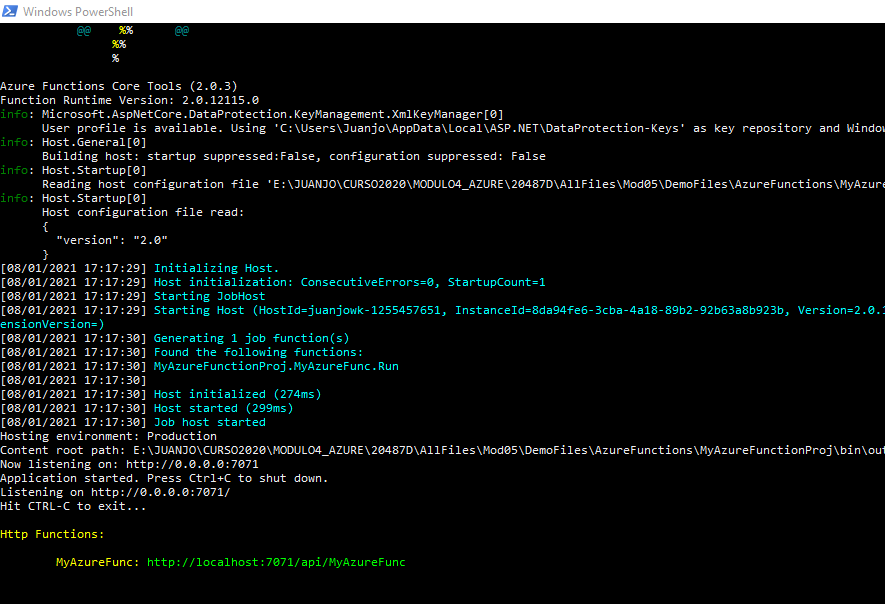 Windows PowerShell
@@    %%      @@
%%
%
Azure Functions Core Tools (2.0.3)
Function Runtime Version: 2.0.12115.0
info: Microsoft.AspNetCore.DataProtection.KeyManagement.XmlKeyManager[0]
      User profile is available. Using 'C:\Users\Juanjo\AppData\Local\ASP.NET\DataProtection-Keys' as key repository and Window
info: Host.General[0]
      Building host: startup suppressed:False, configuration suppressed: False
info: Host.Startup[0]
      Reading host configuration file 'E:\JUANJO\CURSO2020\MODULO4_AZURE\20487D\AllFiles\Mod05\DemoFiles\AzureFunctions\MyAzure
info: Host.Startup[0]
      Host configuration file read:
      {
        "version": "2.0"
      }
[08/01/2021 17:17:29] Initializing Host.
[08/01/2021 17:17:29] Host initialization: ConsecutiveErrors=0, StartupCount=1
[08/01/2021 17:17:29] Starting JobHost
[08/01/2021 17:17:29] Starting Host (HostId=juanjowk-1255457651, InstanceId=8da94fe6-3cba-4a18-89b2-92b63a8b923b, Version=2.0.1
ensionVersion=)
[08/01/2021 17:17:30] Generating 1 job function(s)
[08/01/2021 17:17:30] Found the following functions:
[08/01/2021 17:17:30] MyAzureFunctionProj.MyAzureFunc.Run
[08/01/2021 17:17:30]
[08/01/2021 17:17:30] Host initialized (274ms)
[08/01/2021 17:17:30] Host started (299ms)
[08/01/2021 17:17:30] Job host started
Hosting environment: Production
Content root path: E:\JUANJO\CURSO2020\MODULO4_AZURE\20487D\AllFiles\Mod05\DemoFiles\AzureFunctions\MyAzureFunctionProj\bin\out
Now listening on: http://0.0.0.0:7071
Application started. Press Ctrl+C to shut down.
Listening on http://0.0.0.0:7071/
Hit CTRL-C to exit...
Http Functions:
        MyAzureFunc: http://localhost:7071/api/MyAzureFunc